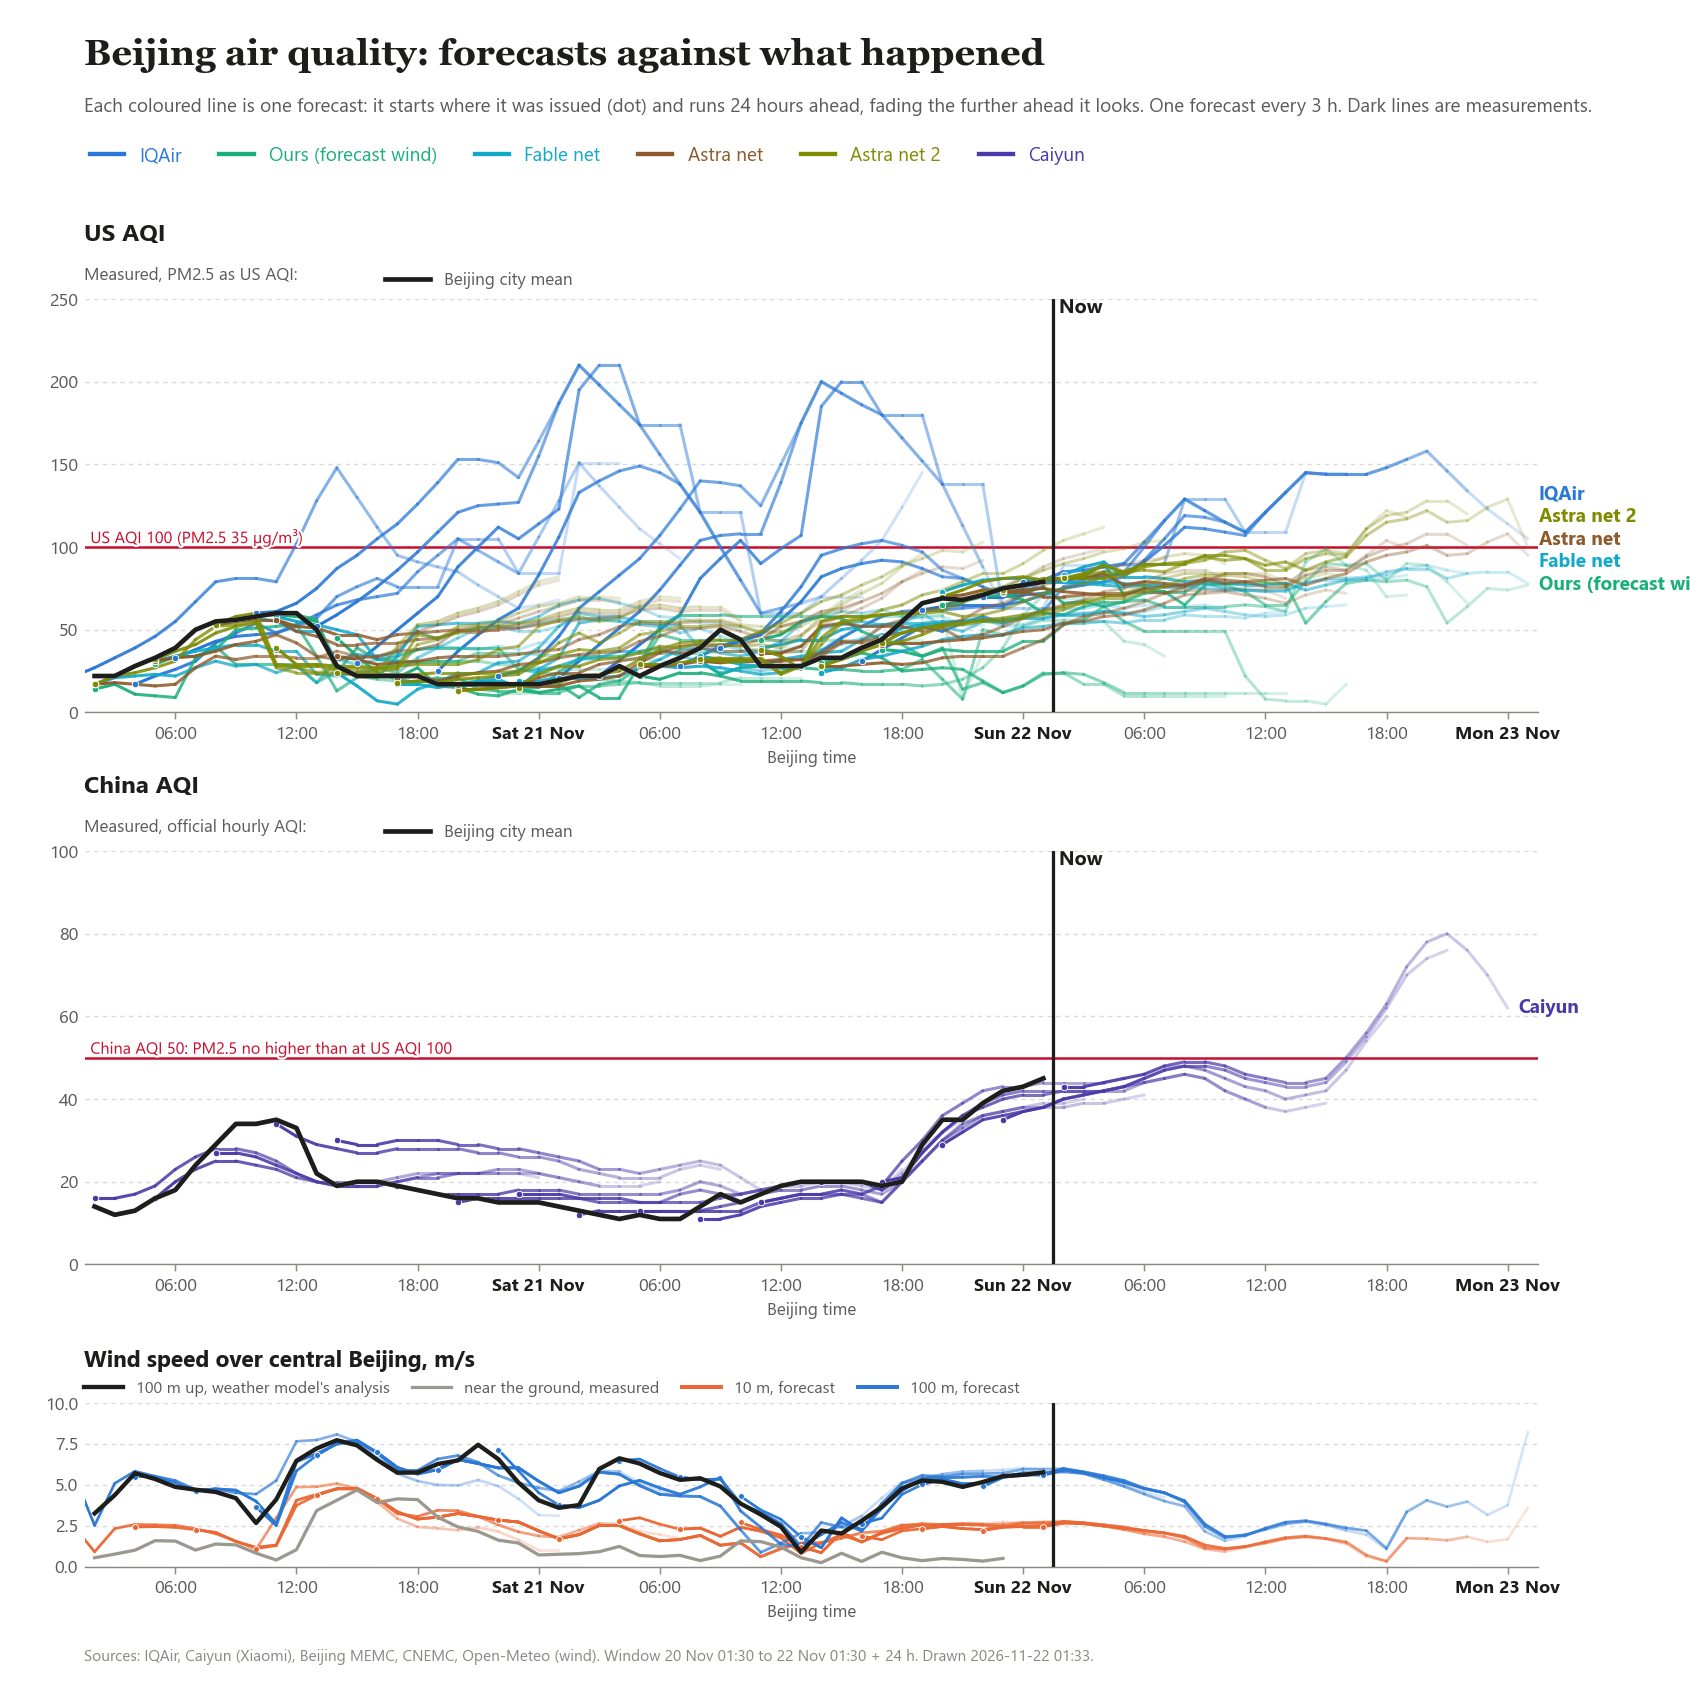 Beijing air quality: forecasts against what happened
Each coloured line is one forecast: it starts where it was issued (dot) and runs 24 hours ahead, fading the further ahead it looks. One forecast every 3 h. Dark lines are measurements.
IQAir Ours (forecast wind) Fable net Astra net Astra net 2 Caiyun
US AQI
Measured, PM2.5 as US AQI: Beijing city mean
250
Now
200
150
IQAir
Astra net 2
US AQI 100 (PM2.5 35 µg/m³)
Astra net
100
Fable net
Ours (forecast wi
50
0
06:00 12:00 18:00 Sat 21 Nov 06:00 12:00 18:00 Sun 22 Nov 06:00 12:00 18:00 Mon 23 Nov
Beijing time
China AQI
Measured, official hourly AQI: Beijing city mean
100
Now
80
60
Caiyun
China AQI 50: PM2.5 no higher than at US AQI 100
40
20
0
06:00 12:00 18:00 Sat 21 Nov 06:00 12:00 18:00 Sun 22 Nov 06:00 12:00 18:00 Mon 23 Nov
Beijing time
Wind speed over central Beijing, m/s
100 m up, weather model's analysis near the ground, measured 10 m, forecast 100 m, forecast
10.0
7.5
5.0
2.5
0.0
06:00 12:00 18:00 Sat 21 Nov 06:00 12:00 18:00 Sun 22 Nov 06:00 12:00 18:00 Mon 23 Nov
Beijing time
Sources: IQAir, Caiyun (Xiaomi), Beijing MEMC, CNEMC, Open-Meteo (wind). Window 20 Nov 01:30 to 22 Nov 01:30 + 24 h. Drawn 2026-11-22 01:33.